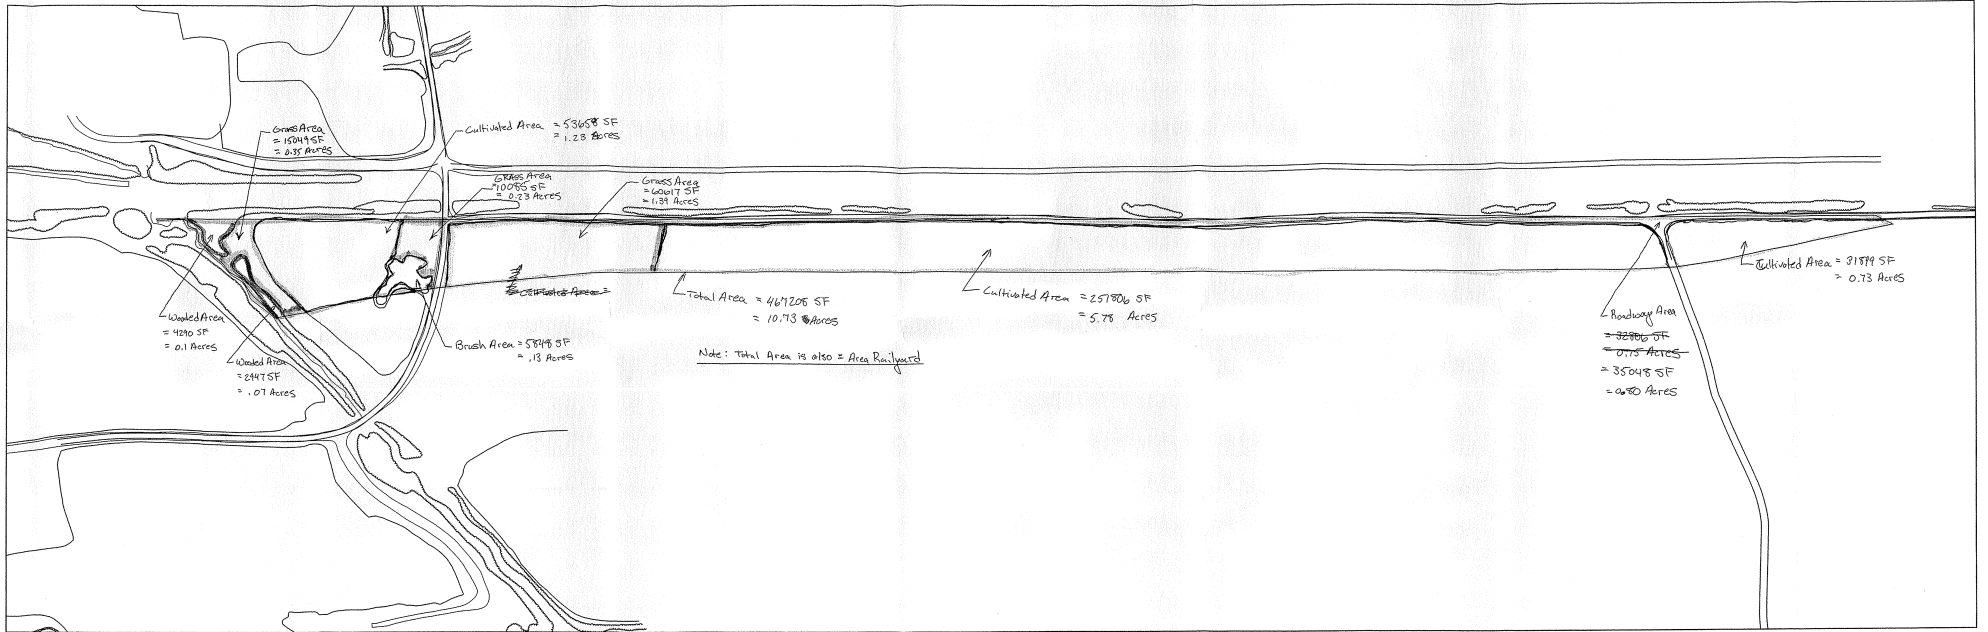 Grass Area
= 15049 SF
= 0.35 Acres
Cultivated Area = 53658 SF
= 1.23 Acres
GRASS Area
= 10085 SF
= 0.23 Acres
Grass Area
= 60617 SF
= 1.39 Acres
Wooded Area
= 4290 SF
= 0.1 Acres
Wooded Area
= 2947 SF
= .07 Acres
Brush Area = 5848 SF
= .13 Acres
Cultivated Area =
Total Area = 467208 SF
= 10.73 Acres
Note: Total Area is also = Area Railyard
Cultivated Area = 251806 SF
= 5.78 Acres
Roadway Area
= 32806 SF
= 0.75 Acres
= 35048 SF
= 0.80 Acres
Cultivated Area = 31899 SF
= 0.73 Acres